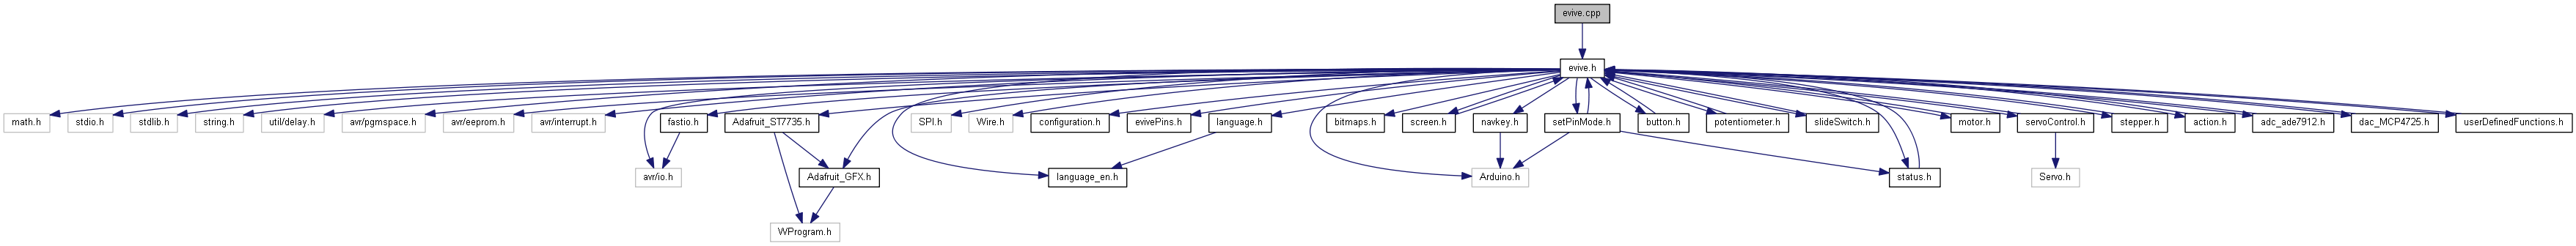 evive.cpp
evive.h
math.h
stdio.h
stdlib.h
string.h
util/delay.h
avr/pgmspace.h
avr/eeprom.h
avr/interrupt.h
fastio.h
Adafruit_ST7735.h
SPI.h
Wire.h
configuration.h
evivePins.h
language.h
bitmaps.h
screen.h
navkey.h
setPinMode.h
button.h
potentiometer.h
slideSwitch.h
motor.h
servoControl.h
stepper.h
action.h
adc_ade7912.h
dac_MCP4725.h
userDefinedFunctions.h
avr/io.h
Adafruit_GFX.h
language_en.h
Arduino.h
status.h
Servo.h
WProgram.h